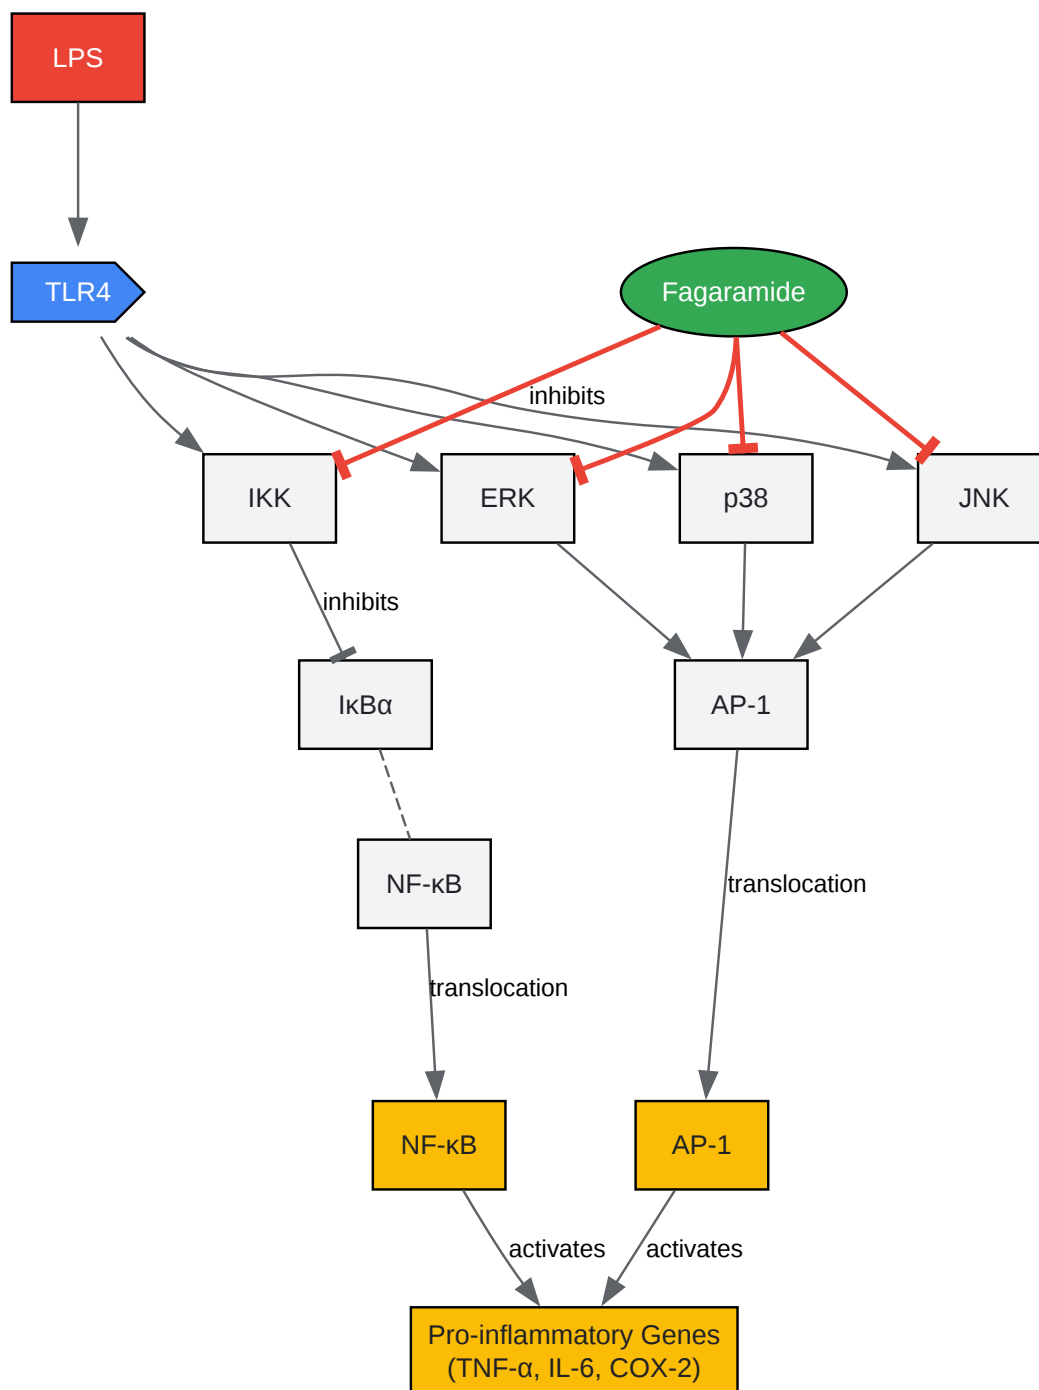 LPS
TLR4
Fagaramide
inhibits
IKK
ERK
p38
JNK
inhibits
IκBα
AP-1
NF-κB
translocation
translocation
NF-κB
AP-1
activates
activates
Pro-inflammatory Genes
(TNF-α, IL-6, COX-2)